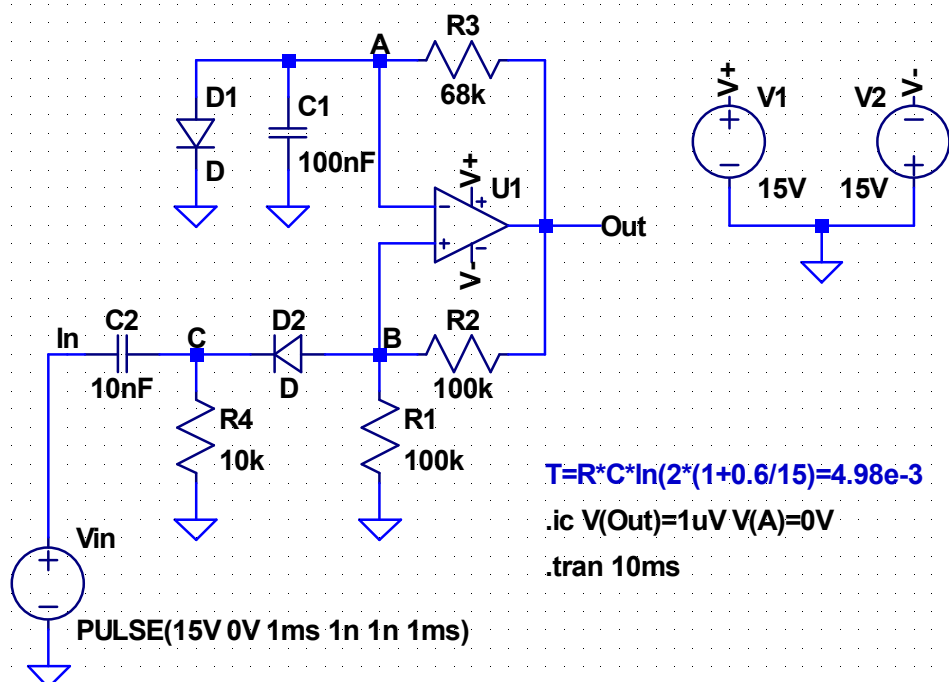 A
R3
68k
D1
D
C1
100nF
V+
U1
V-
Out
V+
V1
15V
V2
V-
15V
In
C2
10nF
C
D2
D
B
R2
100k
R4
10k
R1
100k
T=R*C*ln(2*(1+0.6/15)=4.98e-3
.ic V(Out)=1uV V(A)=0V
.tran 10ms
Vin
PULSE(15V 0V 1ms 1n 1n 1ms)